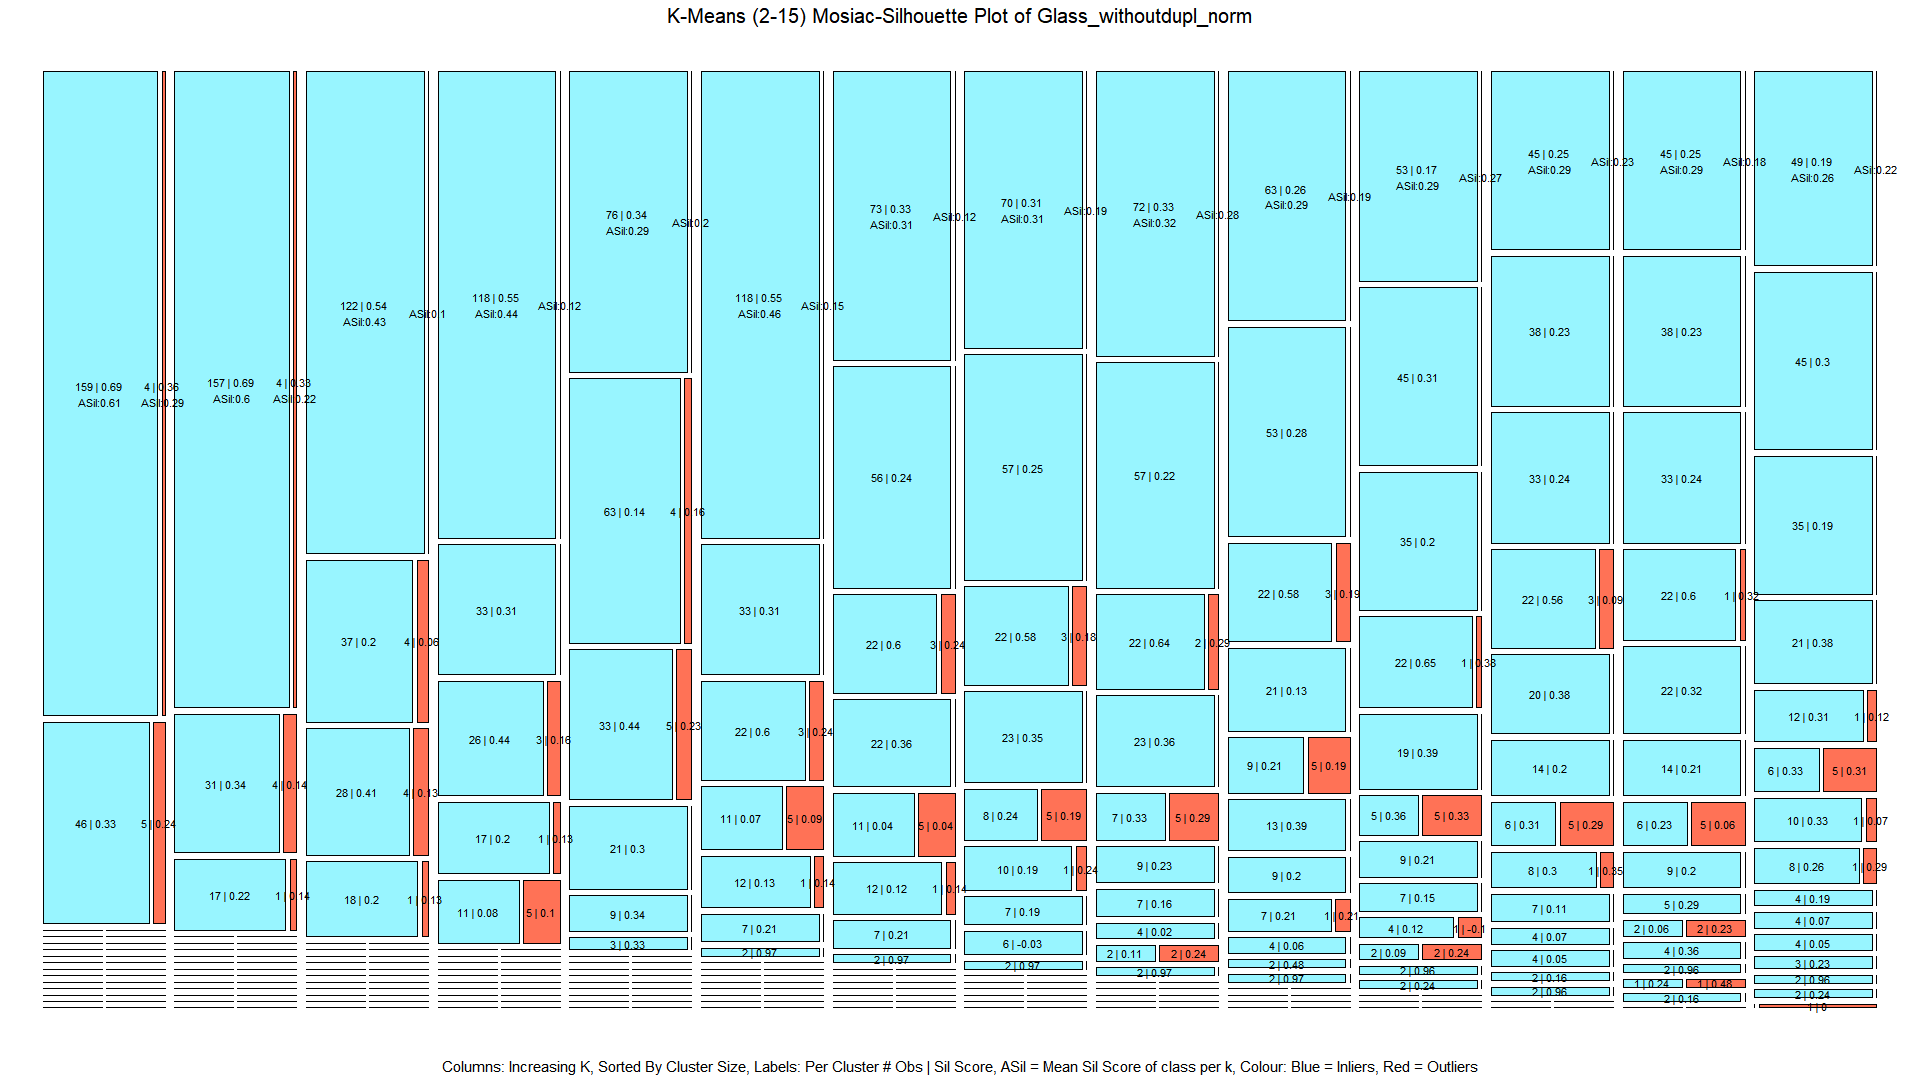 K-Means (2-15) Mosiac-Silhouette Plot of Glass_withoutdupl_norm
159 | 0.69
ASil:0.61
4 | 0.36
ASil:0.29
46 | 0.33
5 | 0.24
157 | 0.69
ASil:0.6
4 | 0.33
ASil:0.22
31 | 0.34
4 | 0.14
17 | 0.22
1 | 0.14
122 | 0.54
ASil:0.43
ASil:0.1
37 | 0.2
4 | 0.06
28 | 0.41
4 | 0.13
18 | 0.2
1 | 0.13
118 | 0.55
ASil:0.44
ASil:0.12
33 | 0.31
26 | 0.44
3 | 0.16
17 | 0.2
1 | 0.13
11 | 0.08
5 | 0.1
76 | 0.34
ASil:0.29
ASil:0.2
63 | 0.14
4 | 0.16
33 | 0.44
5 | 0.23
21 | 0.3
9 | 0.34
3 | 0.33
118 | 0.55
ASil:0.46
ASil:0.15
33 | 0.31
22 | 0.6
3 | 0.24
11 | 0.07
5 | 0.09
12 | 0.13
1 | 0.14
7 | 0.21
2 | 0.97
73 | 0.33
ASil:0.31
ASil:0.12
56 | 0.24
22 | 0.6
3 | 0.24
22 | 0.36
11 | 0.04
5 | 0.04
12 | 0.12
1 | 0.14
7 | 0.21
2 | 0.97
70 | 0.31
ASil:0.31
ASil:0.19
57 | 0.25
22 | 0.58
3 | 0.18
23 | 0.35
8 | 0.24
5 | 0.19
10 | 0.19
1 | 0.24
7 | 0.19
6 | -0.03
2 | 0.97
72 | 0.33
ASil:0.32
ASil:0.28
57 | 0.22
22 | 0.64
2 | 0.29
23 | 0.36
7 | 0.33
5 | 0.29
9 | 0.23
7 | 0.16
4 | 0.02
2 | 0.11
2 | 0.24
2 | 0.97
63 | 0.26
ASil:0.29
ASil:0.19
53 | 0.28
22 | 0.58
3 | 0.19
21 | 0.13
9 | 0.21
5 | 0.19
13 | 0.39
9 | 0.2
7 | 0.21
1 | 0.21
4 | 0.06
2 | 0.48
2 | 0.97
53 | 0.17
ASil:0.29
ASil:0.27
45 | 0.31
35 | 0.2
22 | 0.65
1 | 0.38
19 | 0.39
5 | 0.36
5 | 0.33
9 | 0.21
7 | 0.15
4 | 0.12
1 | -0.1
2 | 0.09
2 | 0.24
2 | 0.96
2 | 0.24
45 | 0.25
ASil:0.29
ASil:0.23
38 | 0.23
33 | 0.24
22 | 0.56
3 | 0.09
20 | 0.38
14 | 0.2
6 | 0.31
5 | 0.29
8 | 0.3
1 | 0.35
7 | 0.11
4 | 0.07
4 | 0.05
2 | 0.16
2 | 0.96
45 | 0.25
ASil:0.29
ASil:0.18
38 | 0.23
33 | 0.24
22 | 0.6
1 | 0.32
22 | 0.32
14 | 0.21
6 | 0.23
5 | 0.06
9 | 0.2
5 | 0.29
2 | 0.06
2 | 0.23
4 | 0.36
2 | 0.96
1 | 0.24
1 | 0.48
2 | 0.16
49 | 0.19
ASil:0.26
ASil:0.22
45 | 0.3
35 | 0.19
21 | 0.38
12 | 0.31
1 | 0.12
6 | 0.33
5 | 0.31
10 | 0.33
1 | 0.07
8 | 0.26
1 | 0.29
4 | 0.19
4 | 0.07
4 | 0.05
3 | 0.23
2 | 0.96
2 | 0.24
1 | 0
Columns: Increasing K, Sorted By Cluster Size, Labels: Per Cluster # Obs | Sil Score, ASil = Mean Sil Score of class per k, Colour: Blue = Inliers, Red = Outliers